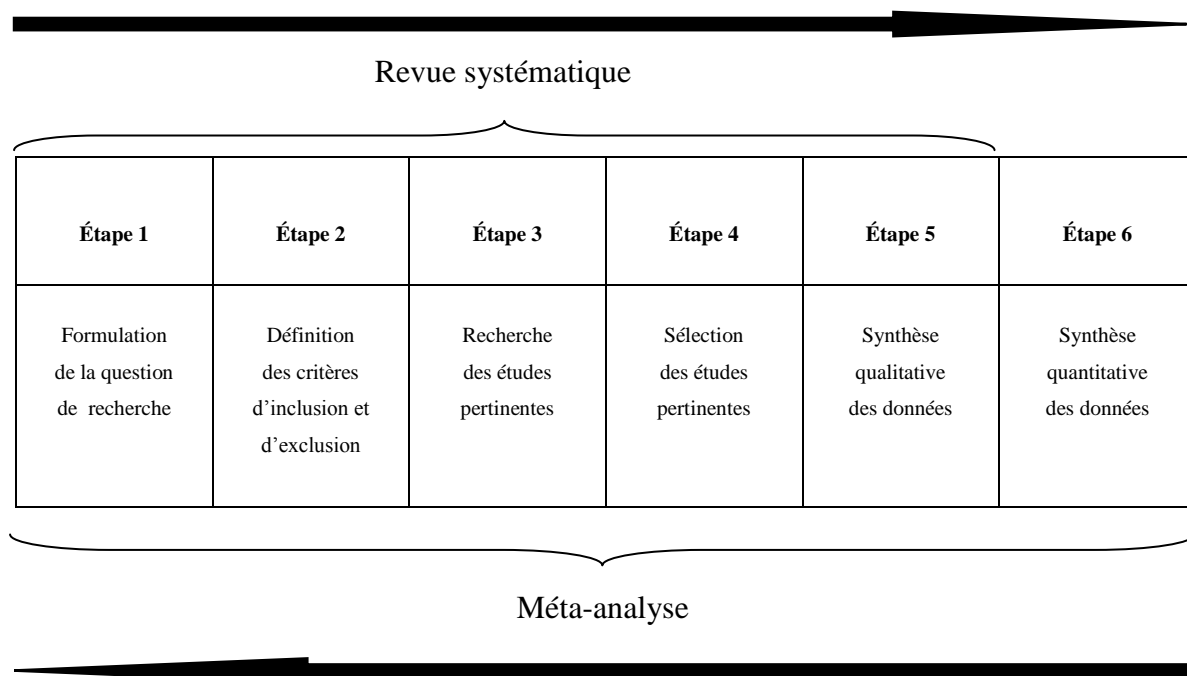 Revue systématique
Étape 1
Étape 2
Étape 3
Étape 4
Étape 5
Étape 6
Formulation
de la question
de recherche
Définition
des critères
d’inclusion et
d’exclusion
Recherche
des études
pertinentes
Sélection
des études
pertinentes
Synthèse
qualitative
des données
Synthèse
quantitative
des données
Méta-analyse